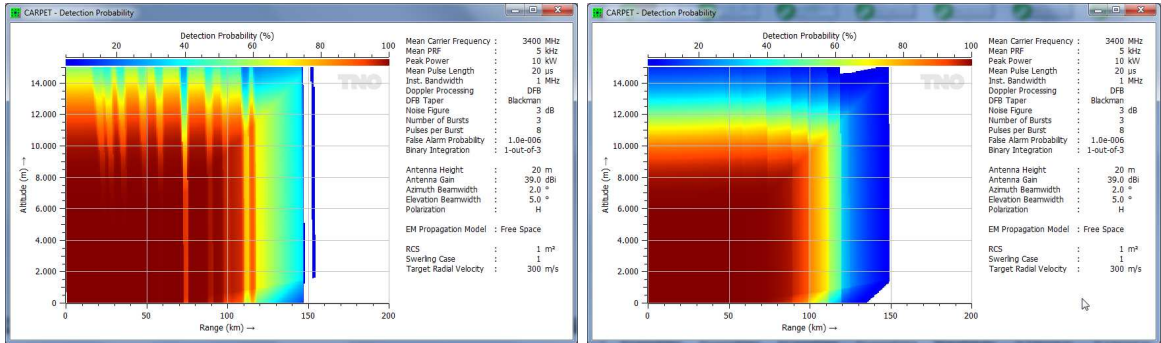 CARPET - Detection Probability
Detection Probability (%)
20 40 60 80 100
TNO
Altitude (m) →
14.000
12.000
10.000
8.000
6.000
4.000
2.000
0
0 50 100 150 200
Range (km) →
Mean Carrier Frequency : 3400 MHz
Mean PRF : 5 kHz
Peak Power : 10 kW
Mean Pulse Length : 20 µs
Inst. Bandwidth : 1 MHz
Doppler Processing : DFB
DFB Taper : Blackman
Noise Figure : 3 dB
Number of Bursts : 3
Pulses per Burst : 8
False Alarm Probability : 1.0e-006
Binary Integration : 1-out-of-3
Antenna Height : 20 m
Antenna Gain : 39.0 dBi
Azimuth Beamwidth : 2.0 °
Elevation Beamwidth : 5.0 °
Polarization : H
EM Propagation Model : Free Space
RCS : 1 m²
Swerling Case : 1
Target Radial Velocity : 300 m/s
CARPET - Detection Probability
Detection Probability (%)
20 40 60 80 100
TNO
Altitude (m) →
14.000
12.000
10.000
8.000
6.000
4.000
2.000
0
0 50 100 150 200
Range (km) →
Mean Carrier Frequency : 3400 MHz
Mean PRF : 5 kHz
Peak Power : 10 kW
Mean Pulse Length : 20 µs
Inst. Bandwidth : 1 MHz
Doppler Processing : DFB
DFB Taper : Blackman
Noise Figure : 3 dB
Number of Bursts : 3
Pulses per Burst : 8
False Alarm Probability : 1.0e-006
Binary Integration : 1-out-of-3
Antenna Height : 20 m
Antenna Gain : 39.0 dBi
Azimuth Beamwidth : 2.0 °
Elevation Beamwidth : 5.0 °
Polarization : H
EM Propagation Model : Free Space
RCS : 1 m²
Swerling Case : 1
Target Radial Velocity : 300 m/s